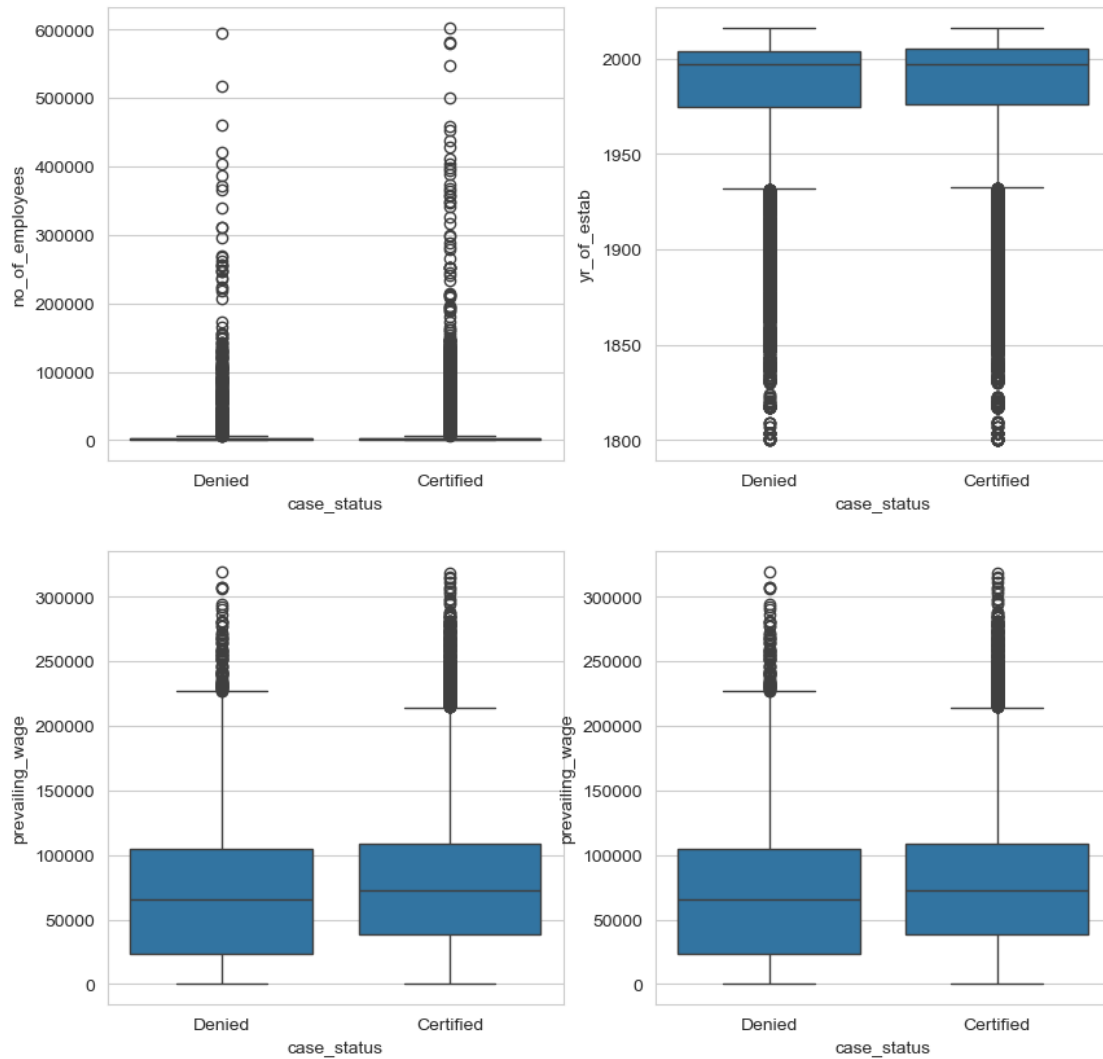 600000
500000
400000
300000
200000
100000
0
no_of_employees
Denied
Certified
case_status
2000
1950
1900
1850
1800
yr_of_estab
Denied
Certified
case_status
300000
250000
200000
150000
100000
50000
0
prevailing_wage
Denied
Certified
case_status
300000
250000
200000
150000
100000
50000
0
prevailing_wage
Denied
Certified
case_status